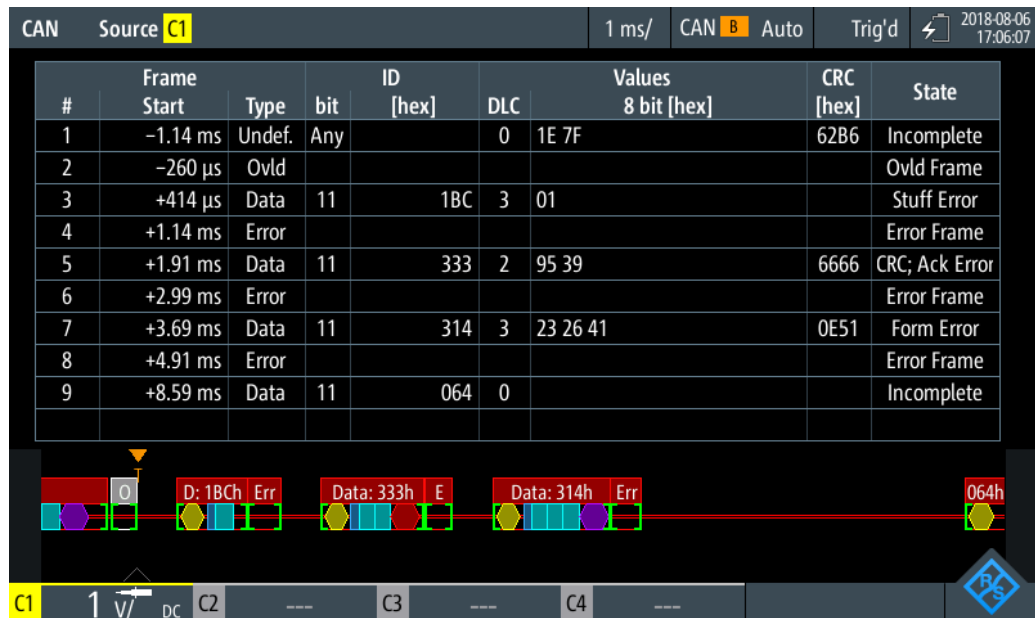 CAN Source C1 1 ms/ CAN B Auto Trig'd 2018-08-06
17:06:07
Frame ID Values CRC State
# Start Type bit [hex] DLC 8 bit [hex] [hex]
1 −1.14 ms Undef. Any 0 1E 7F 62B6 Incomplete
2 −260 µs Ovld Ovld Frame
3 +414 µs Data 11 1BC 3 01 Stuff Error
4 +1.14 ms Error Error Frame
5 +1.91 ms Data 11 333 2 95 39 6666 CRC; Ack Error
6 +2.99 ms Error Error Frame
7 +3.69 ms Data 11 314 3 23 26 41 0E51 Form Error
8 +4.91 ms Error Error Frame
9 +8.59 ms Data 11 064 0 Incomplete
T
O D: 1BCh Err Data: 333h E Data: 314h Err 064h
C1 1 V/ DC C2 --- C3 --- C4 --- R/S